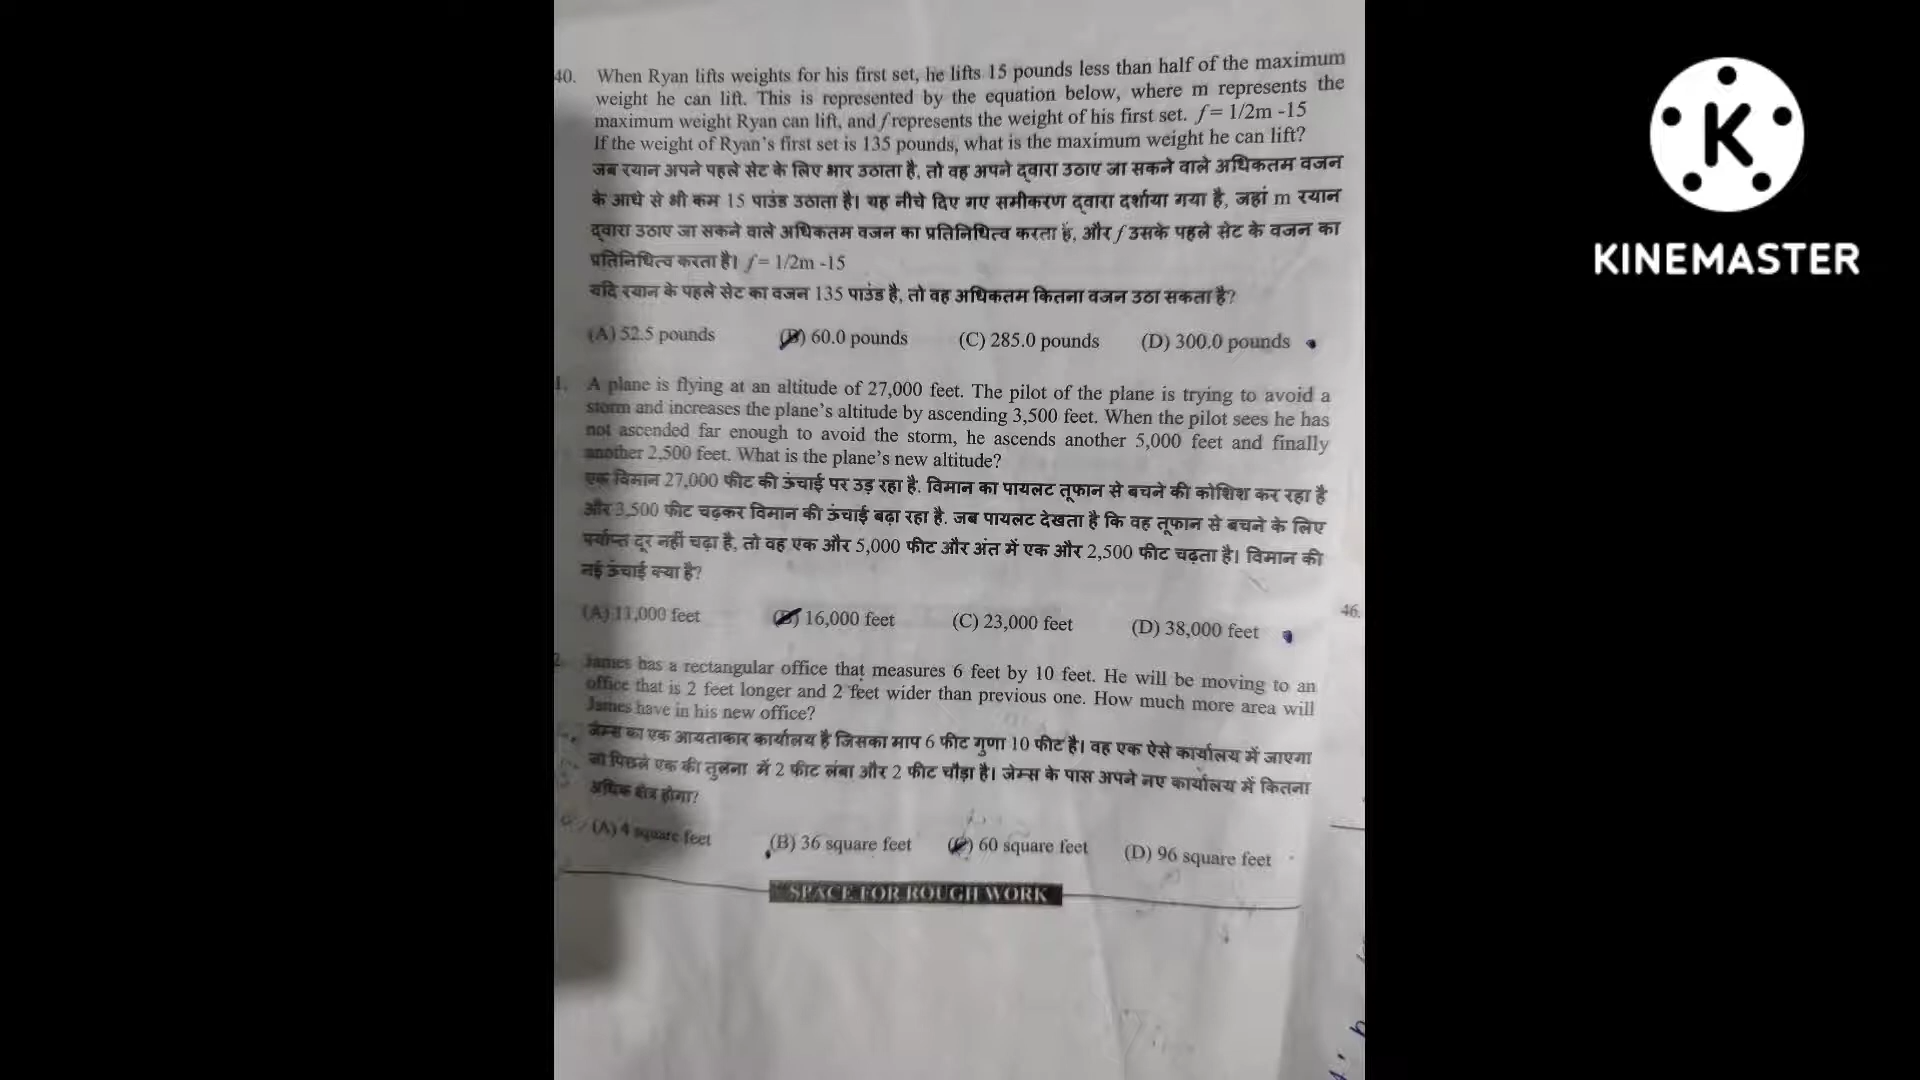 40. When Ryan lifts weights for his first set, he lifts 15 pounds less than half of the maximum
weight he can lift. This is represented by the equation below, where m represents the
maximum weight Ryan can lift, and f represents the weight of his first set. f = 1/2m -15
If the weight of Ryan's first set is 135 pounds, what is the maximum weight he can lift?
जब रयान अपने पहले सेट के लिए भार उठाता है, तो वह अपने द्वारा उठाए जा सकने वाले अधिकतम वजन
के आधे से भी कम 15 पाउंड उठाता है। यह नीचे दिए गए समीकरण द्वारा दर्शाया गया है, जहां m रयान
द्वारा उठाए जा सकने वाले अधिकतम वजन का प्रतिनिधित्व करता है, और f उसके पहले सेट के वजन का
प्रतिनिधित्व करता है। f = 1/2m -15
यदि रयान के पहले सेट का वजन 135 पाउंड है, तो वह अधिकतम कितना वजन उठा सकता है?
(A) 52.5 pounds (B) 60.0 pounds (C) 285.0 pounds (D) 300.0 pounds
1. A plane is flying at an altitude of 27,000 feet. The pilot of the plane is trying to avoid a
storm and increases the plane's altitude by ascending 3,500 feet. When the pilot sees he has
not ascended far enough to avoid the storm, he ascends another 5,000 feet and finally
another 2,500 feet. What is the plane's new altitude?
एक विमान 27,000 फीट की ऊंचाई पर उड़ रहा है. विमान का पायलट तूफान से बचने की कोशिश कर रहा है
और 3,500 फीट चढ़कर विमान की ऊंचाई बढ़ा रहा है. जब पायलट देखता है कि वह तूफान से बचने के लिए
पर्याप्त दूर नहीं चढ़ा है, तो वह एक और 5,000 फीट और अंत में एक और 2,500 फीट चढ़ता है। विमान की
नई ऊंचाई क्या है?
(A) 11,000 feet (B) 16,000 feet (C) 23,000 feet (D) 38,000 feet
46.
2. James has a rectangular office that measures 6 feet by 10 feet. He will be moving to an
office that is 2 feet longer and 2 feet wider than previous one. How much more area will
James have in his new office?
जेम्स का एक आयताकार कार्यालय है जिसका माप 6 फीट गुणा 10 फीट है। वह एक ऐसे कार्यालय में जाएगा
जो पिछले एक की तुलना में 2 फीट लंबा और 2 फीट चौड़ा है। जेम्स के पास अपने नए कार्यालय में कितना
अधिक क्षेत्र होगा?
(A) 4 square feet (B) 36 square feet (C) 60 square feet (D) 96 square feet
SPACE FOR ROUGH WORK
K
KINEMASTER